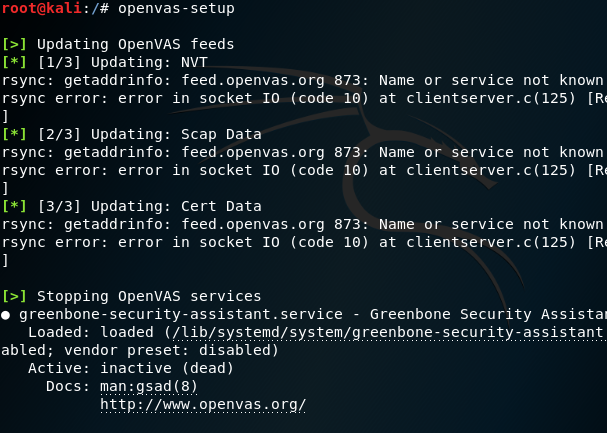 root@kali:/# openvas-setup
[>] Updating OpenVAS feeds
[*] [1/3] Updating: NVT
rsync: getaddrinfo: feed.openvas.org 873: Name or service not known
rsync error: error in socket IO (code 10) at clientserver.c(125) [Re
]
[*] [2/3] Updating: Scap Data
rsync: getaddrinfo: feed.openvas.org 873: Name or service not known
rsync error: error in socket IO (code 10) at clientserver.c(125) [Re
]
[*] [3/3] Updating: Cert Data
rsync: getaddrinfo: feed.openvas.org 873: Name or service not known
rsync error: error in socket IO (code 10) at clientserver.c(125) [Re
]
[>] Stopping OpenVAS services
● greenbone-security-assistant.service - Greenbone Security Assistan
Loaded: loaded (/lib/systemd/system/greenbone-security-assistant.
abled; vendor preset: disabled)
Active: inactive (dead)
Docs: man:gsad(8)
http://www.openvas.org/